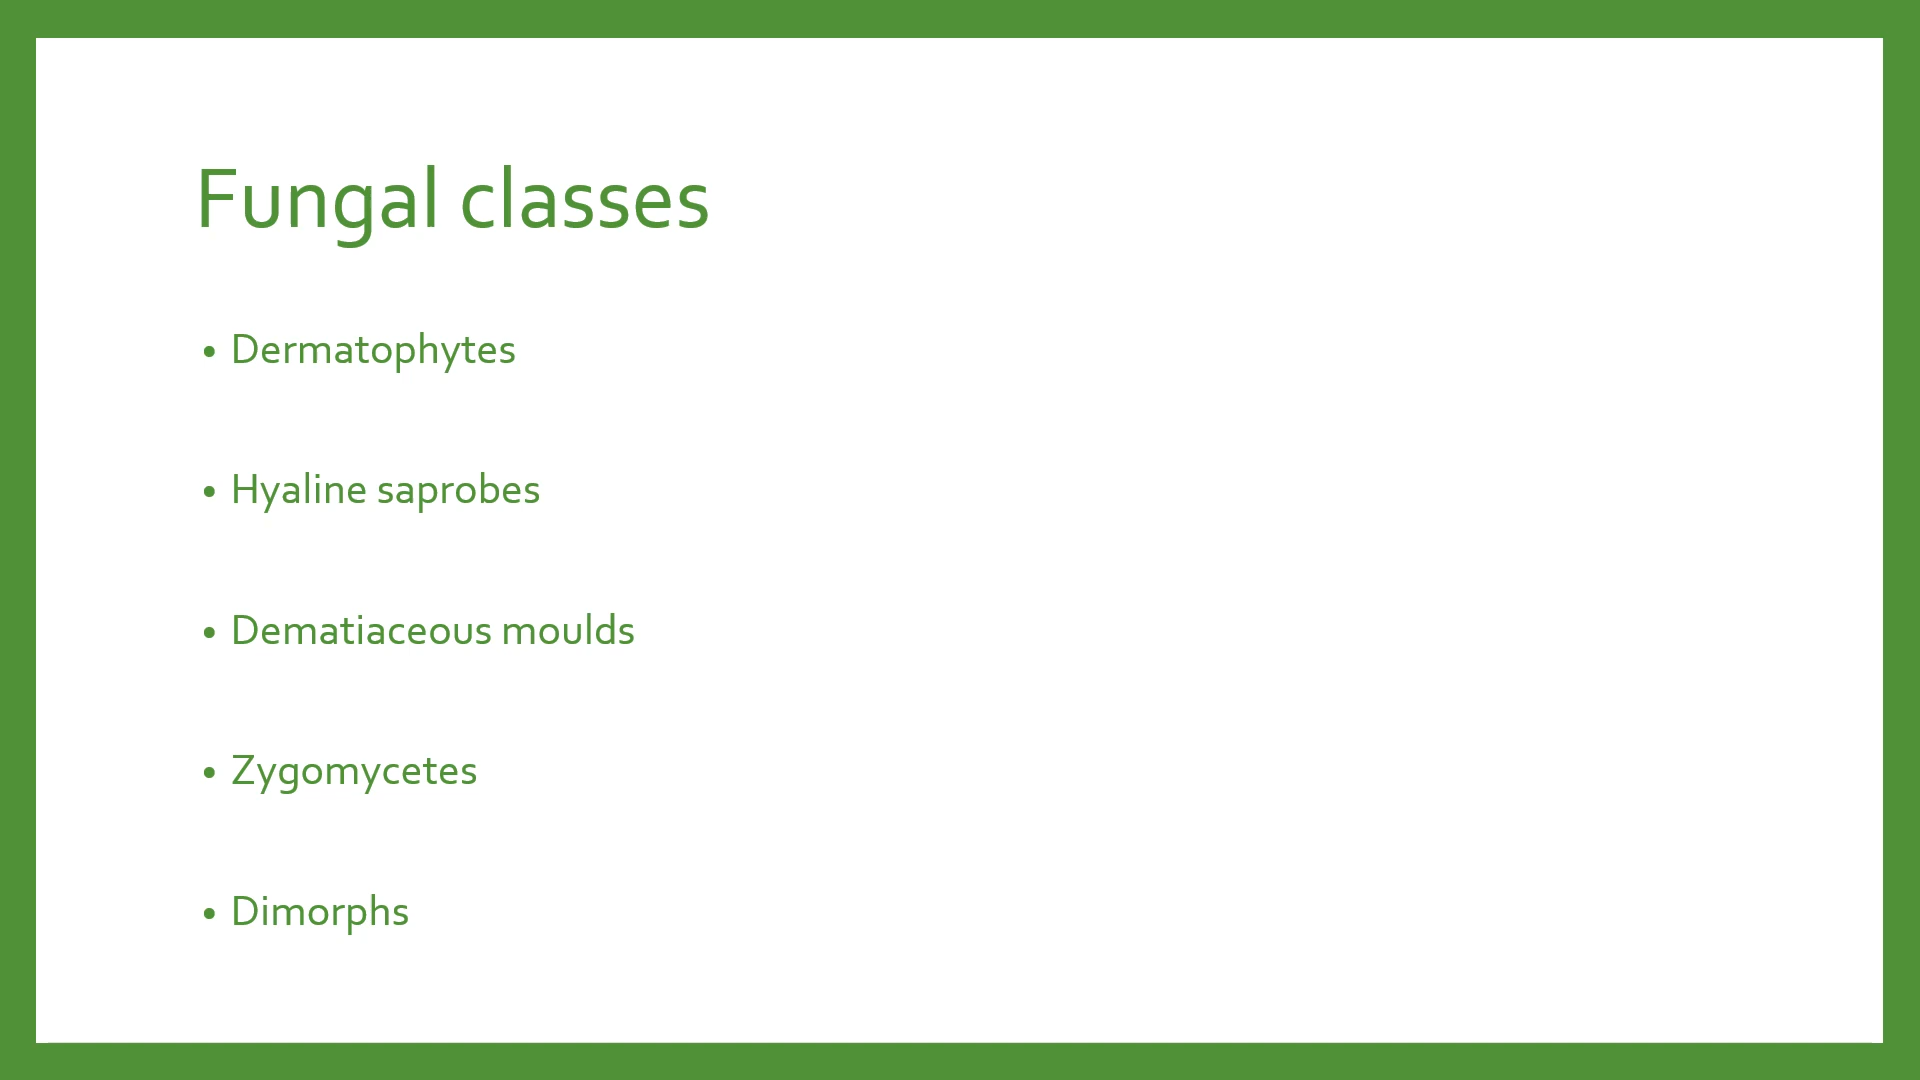 Fungal classes
• Dermatophytes
• Hyaline saprobes
• Dematiaceous moulds
• Zygomycetes
• Dimorphs